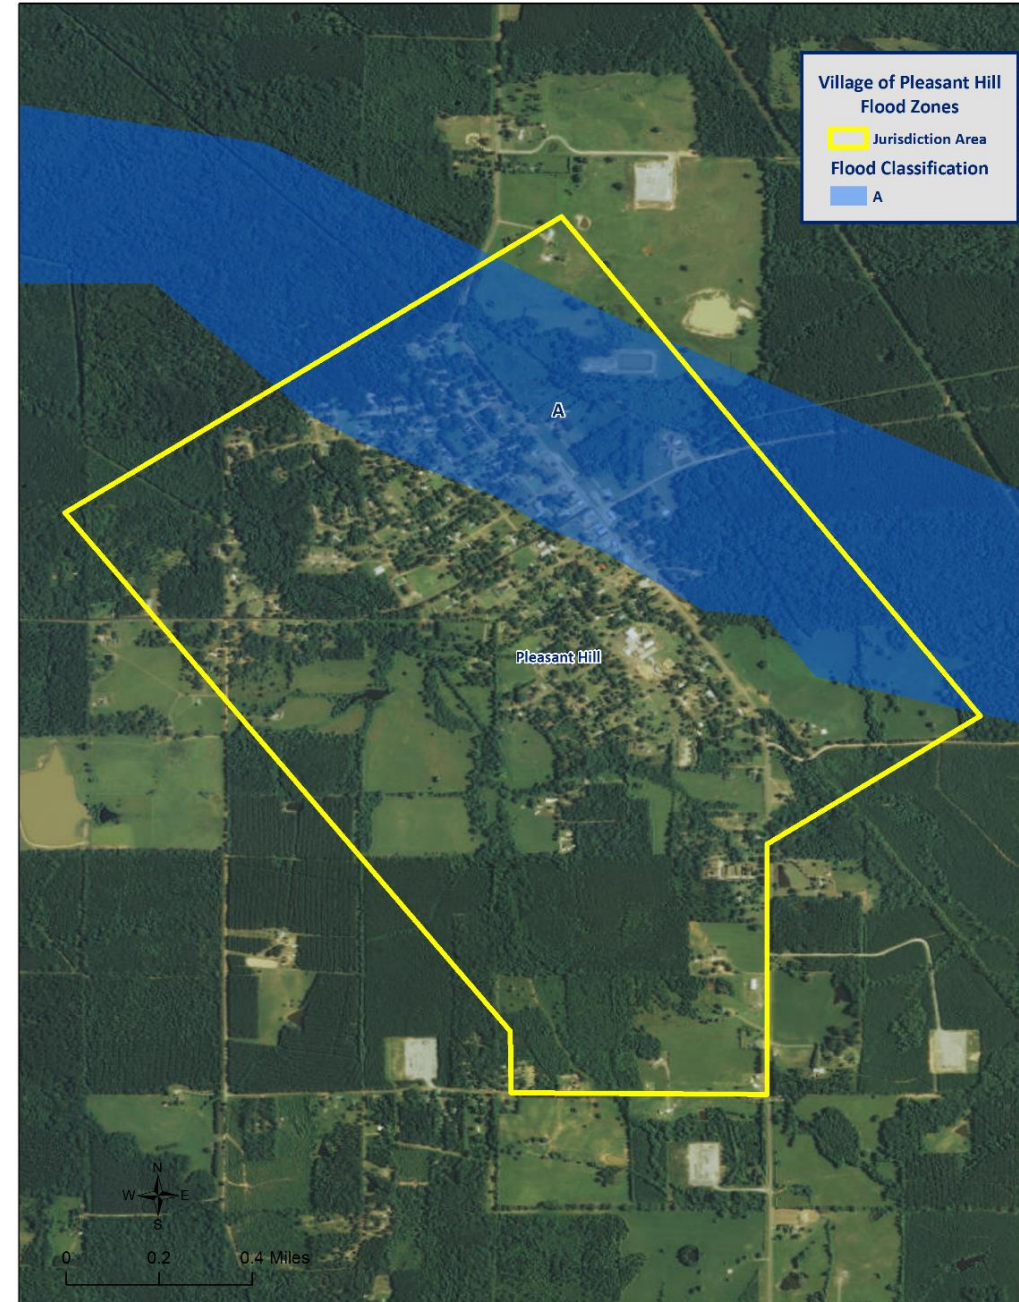 Village of Pleasant Hill
Flood Zones
Jurisdiction Area
Flood Classification
A
A
Pleasant Hill
N
W E
S
0 0.2 0.4 Miles